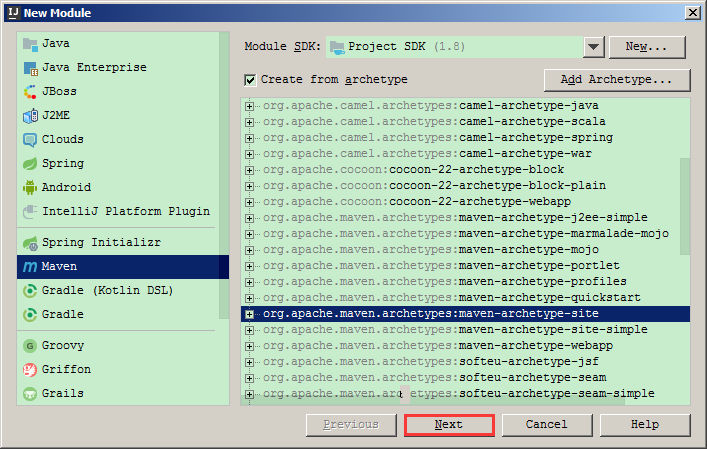 New Module
Java
Java Enterprise
JBoss
J2ME
Clouds
Spring
Android
IntelliJ Platform Plugin
Spring Initializr
Maven
Gradle (Kotlin DSL)
Gradle
Groovy
Griffon
Grails
Module SDK: Project SDK (1.8) New...
Create from archetype Add Archetype...
org.apache.camel.archetypes:camel-archetype-java
org.apache.camel.archetypes:camel-archetype-scala
org.apache.camel.archetypes:camel-archetype-spring
org.apache.camel.archetypes:camel-archetype-war
org.apache.cocoon:cocoon-22-archetype-block
org.apache.cocoon:cocoon-22-archetype-block-plain
org.apache.cocoon:cocoon-22-archetype-webapp
org.apache.maven.archetypes:maven-archetype-j2ee-simple
org.apache.maven.archetypes:maven-archetype-marmalade-mojo
org.apache.maven.archetypes:maven-archetype-mojo
org.apache.maven.archetypes:maven-archetype-portlet
org.apache.maven.archetypes:maven-archetype-profiles
org.apache.maven.archetypes:maven-archetype-quickstart
org.apache.maven.archetypes:maven-archetype-site
org.apache.maven.archetypes:maven-archetype-site-simple
org.apache.maven.archetypes:maven-archetype-webapp
org.apache.maven.archetypes:softeu-archetype-jsf
org.apache.maven.archetypes:softeu-archetype-seam
org.apache.maven.archetypes:softeu-archetype-seam-simple
Previous Next Cancel Help